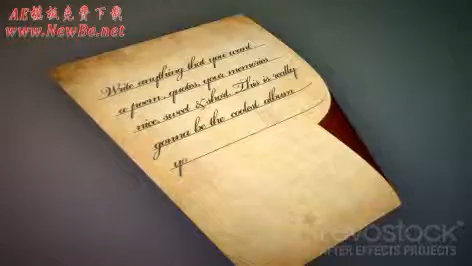 AE模板免费下载
www.NewBo.net
Write anything that you want
a poem, quotes, your memories
nice, sweet & short. This is really
gonna be the coolest album
yo
revostock
AFTER EFFECTS PROJECTS